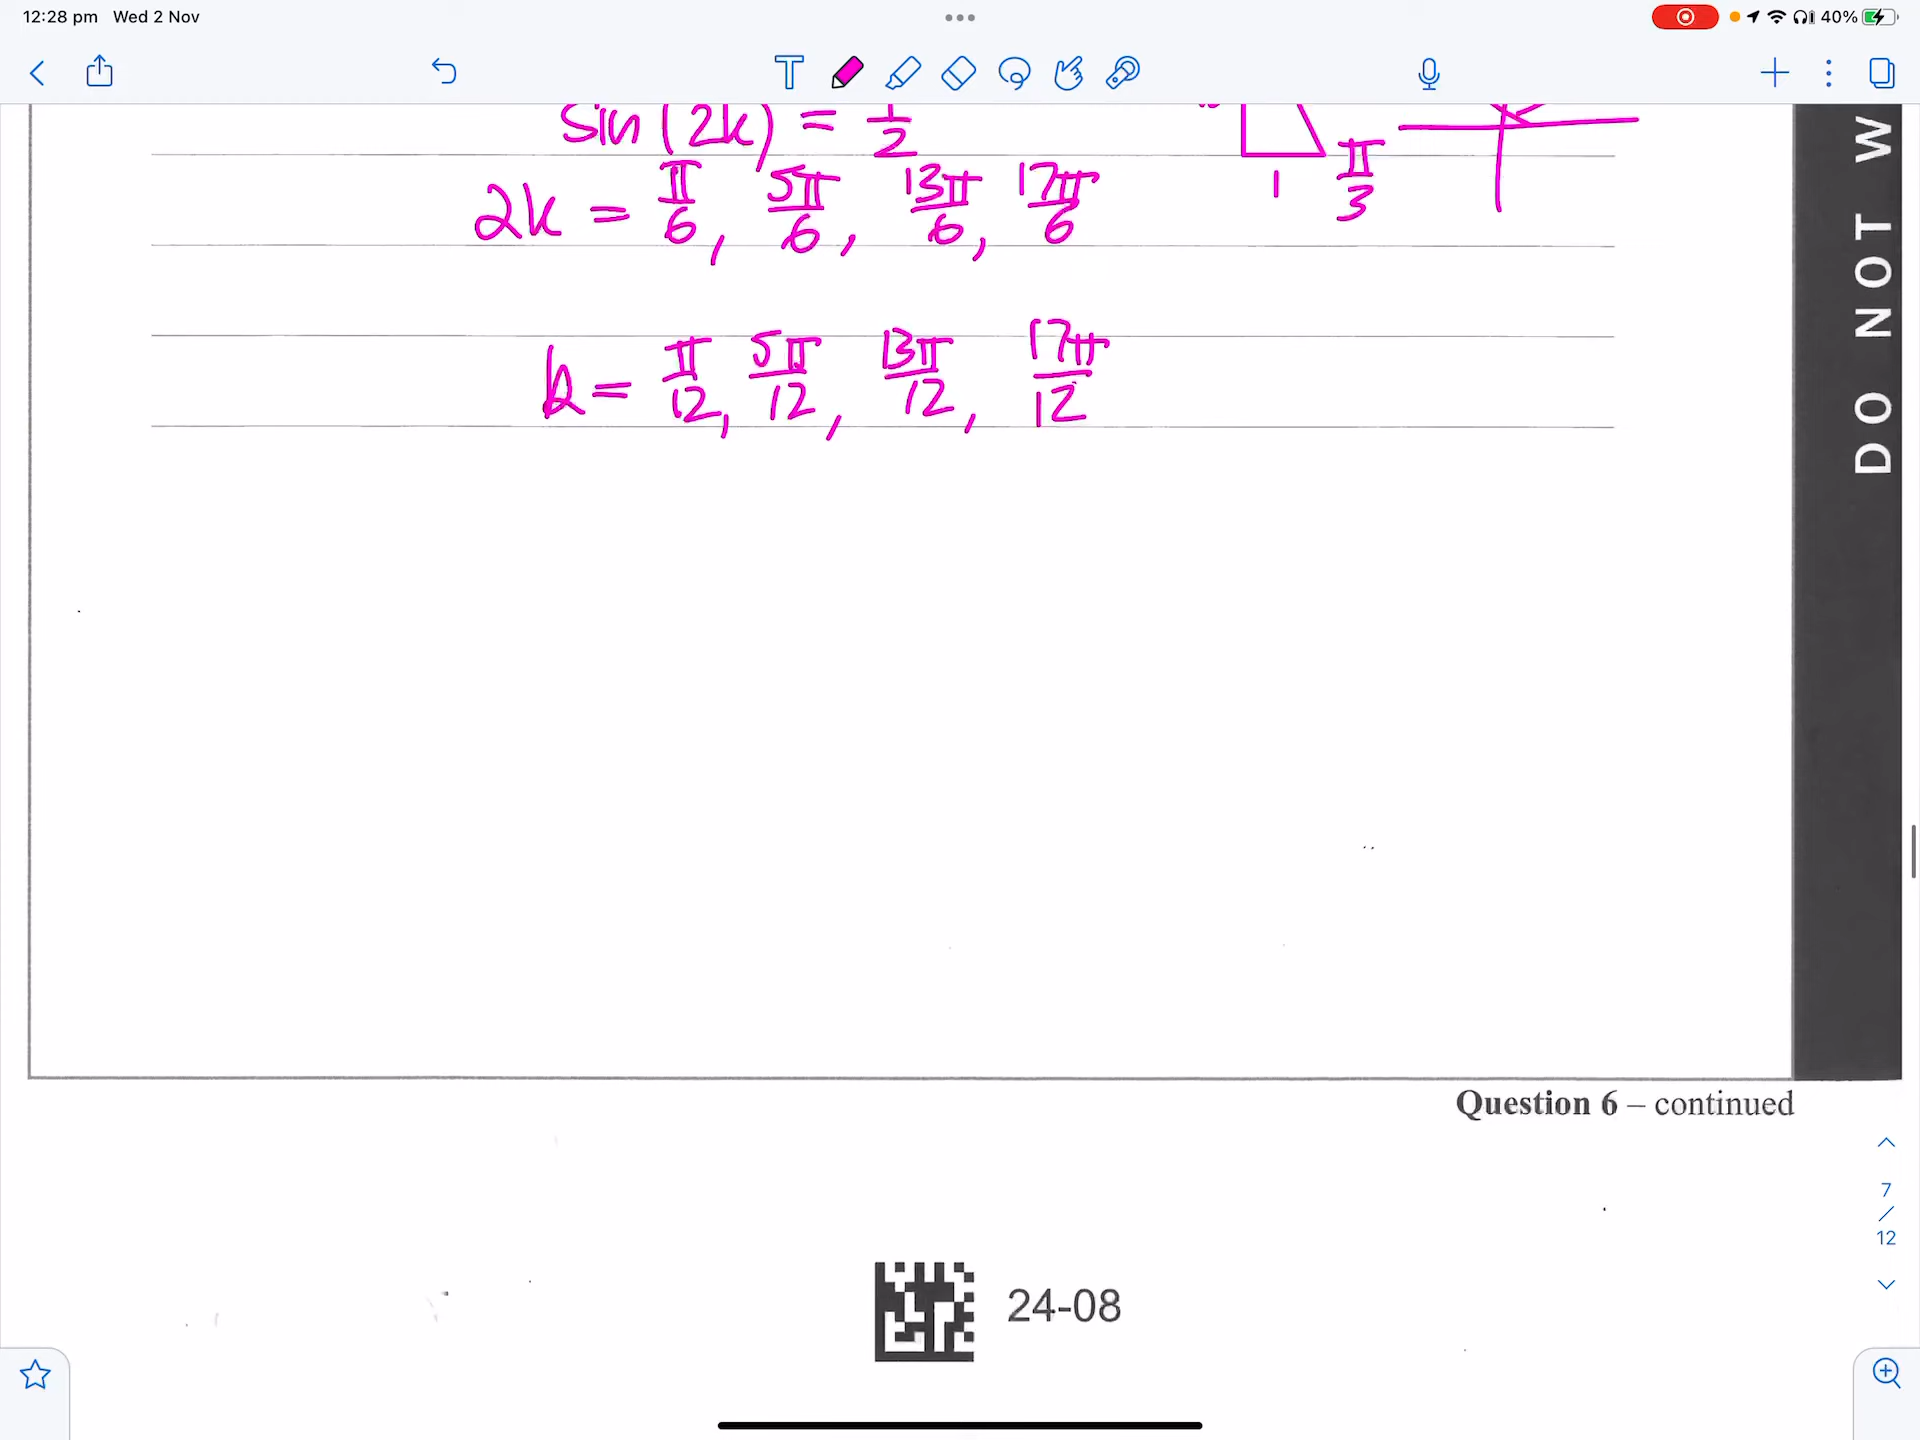 12:28 pm Wed 2 Nov
40%
sin (2k) = 1/2
1 π/3
2k = π/6, 5π/6, 13π/6, 17π/6
k = π/12, 5π/12, 13π/12, 17π/12
DO NOT W
Question 6 – continued
7
/
12
24-08